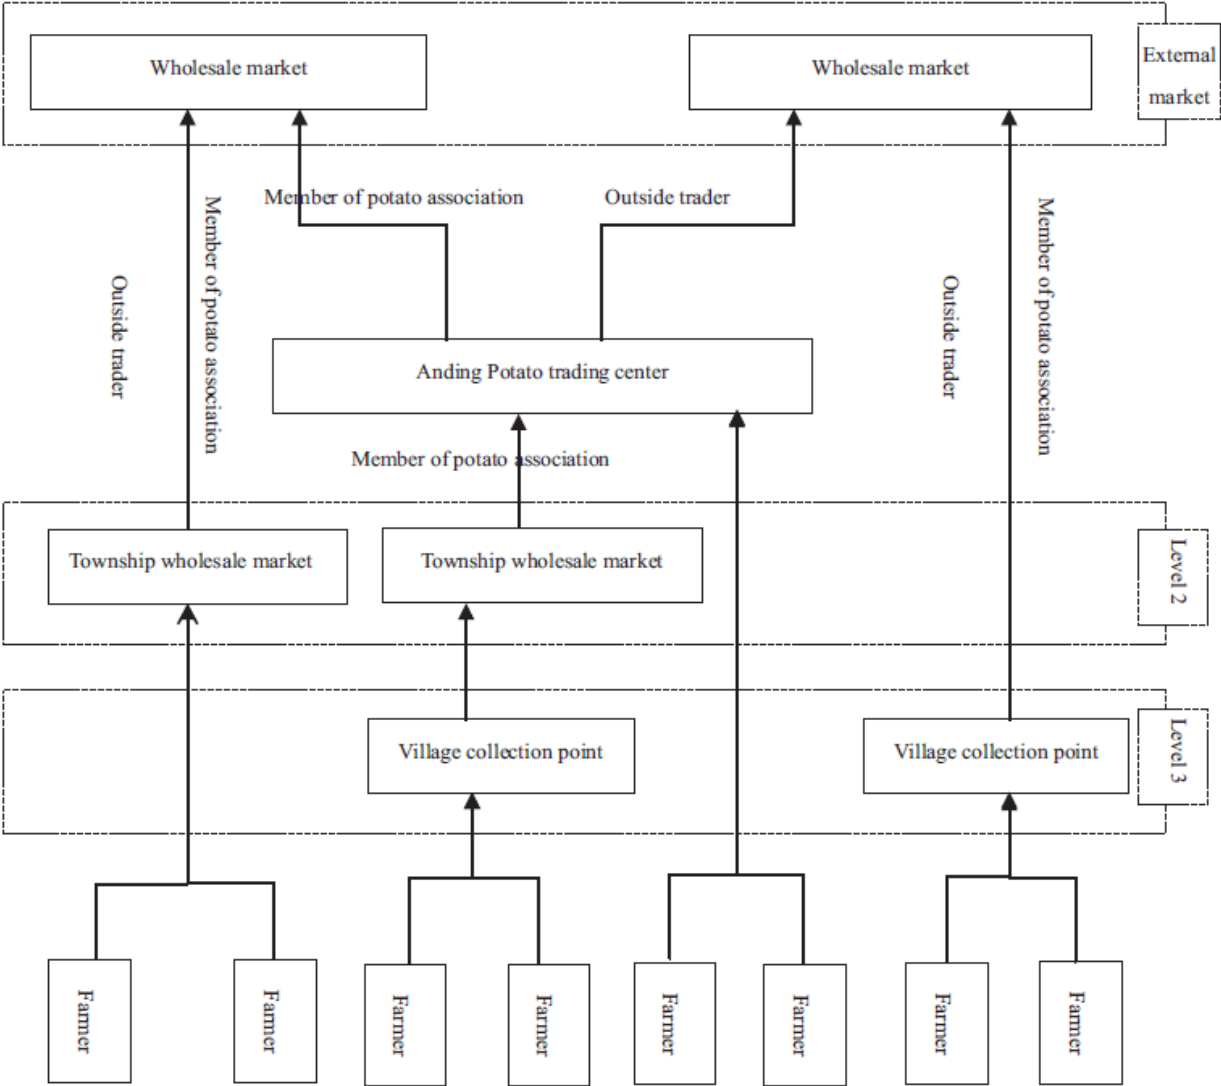 Wholesale market
Wholesale market
External
market
Member of potato association
Outside trader
Outside trader
Member of potato association
Outside trader
Member of potato association
Anding Potato trading center
Member of potato association
Township wholesale market
Township wholesale market
Level 2
Village collection point
Village collection point
Level 3
Farmer
Farmer
Farmer
Farmer
Farmer
Farmer
Farmer
Farmer